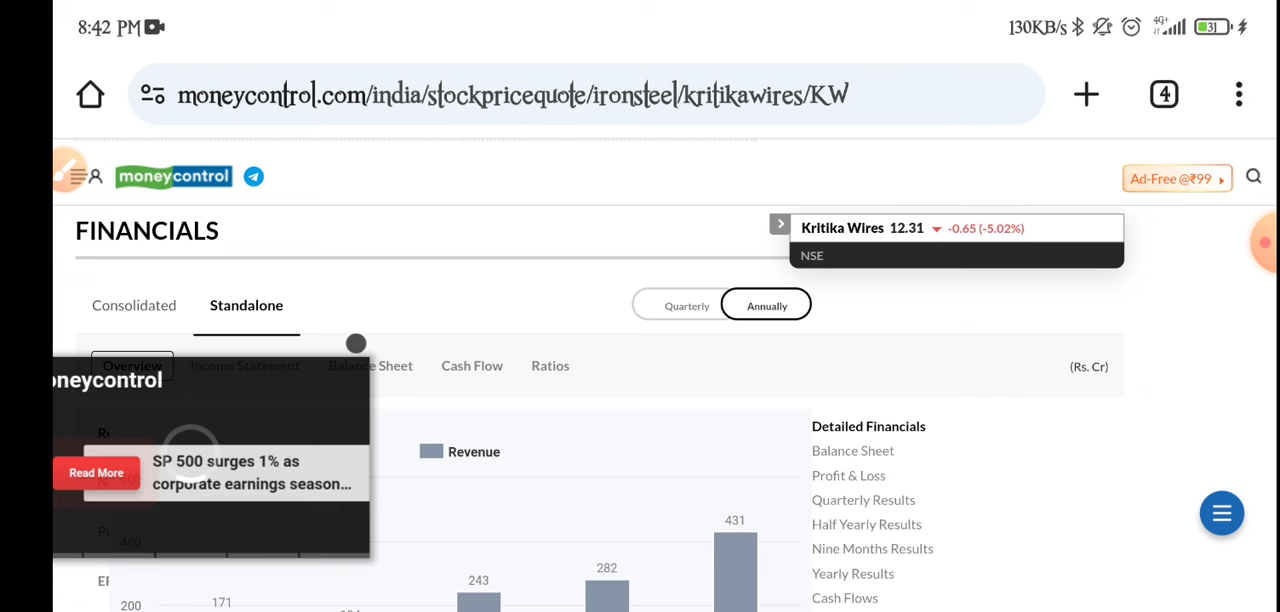 8:42 PM
130KB/s 4G+ 31
moneycontrol.com/india/stockpricequote/ironsteel/kritikawires/KW
4
moneycontrol
Ad-Free @₹99
FINANCIALS
Kritika Wires 12.31 -0.65 (-5.02%)
NSE
Consolidated Standalone
Quarterly Annually
Overview Income Statement Balance Sheet Cash Flow Ratios
(Rs. Cr)
oneycontrol
Read More
SP 500 surges 1% as
corporate earnings season...
Revenue
431
282
243
171
400
200
Detailed Financials
Balance Sheet
Profit & Loss
Quarterly Results
Half Yearly Results
Nine Months Results
Yearly Results
Cash Flows